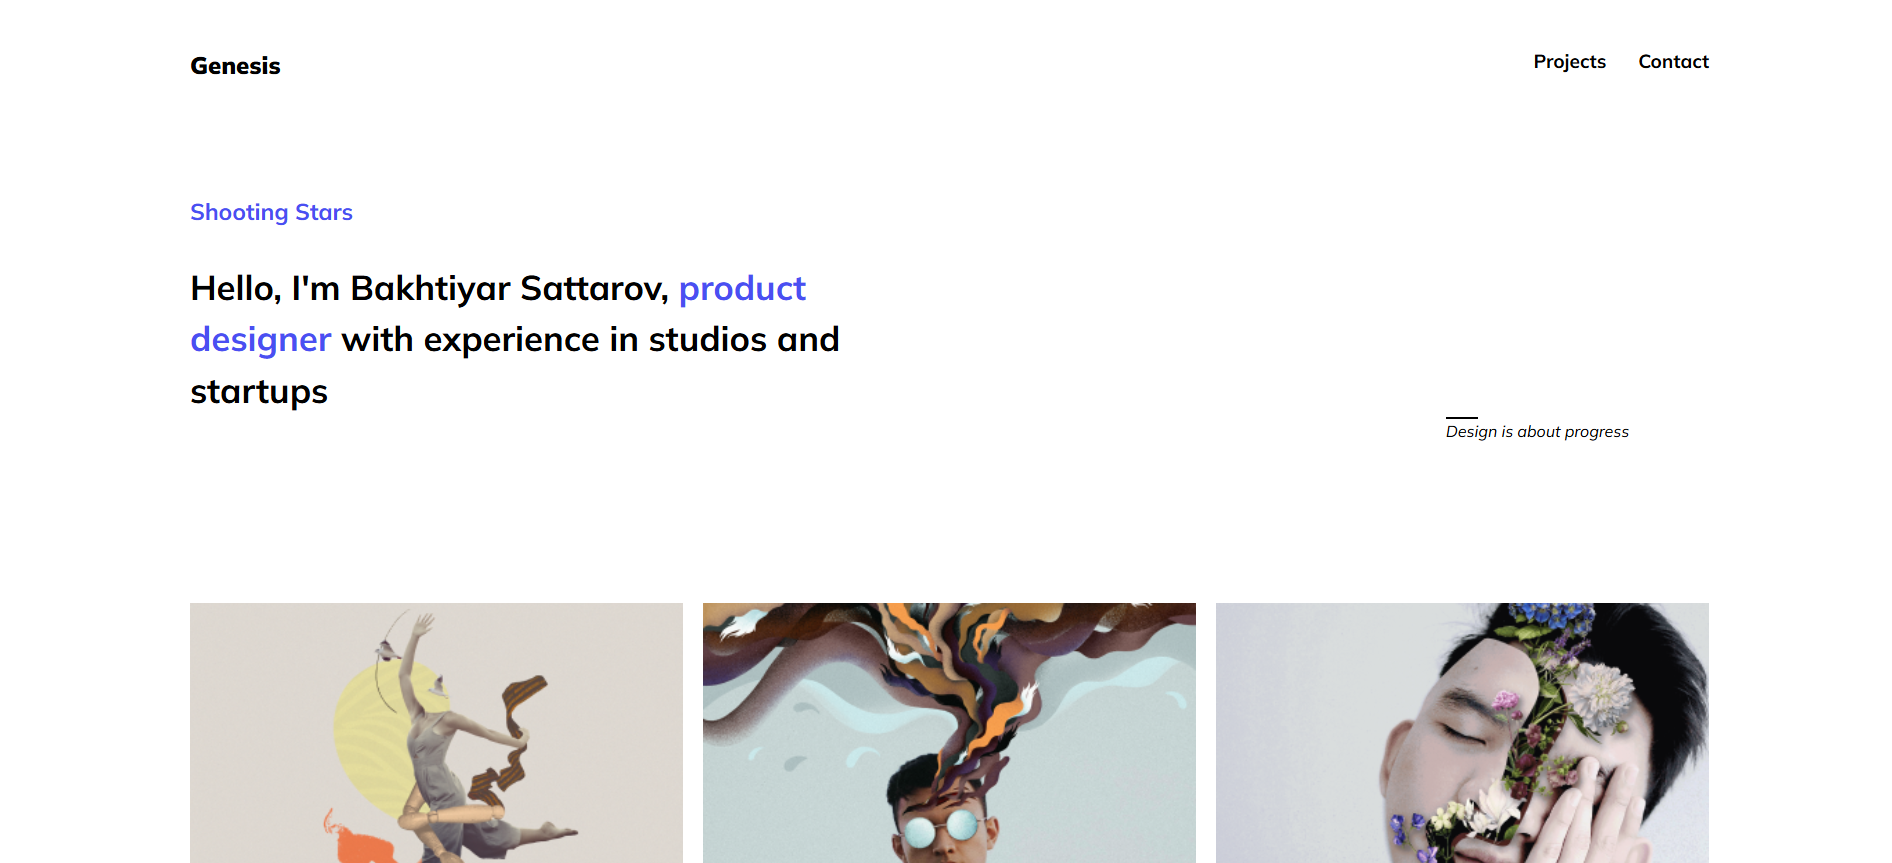 Genesis
Projects
Contact
Shooting Stars
Hello, I'm Bakhtiyar Sattarov, product
designer with experience in studios and
startups
Design is about progress